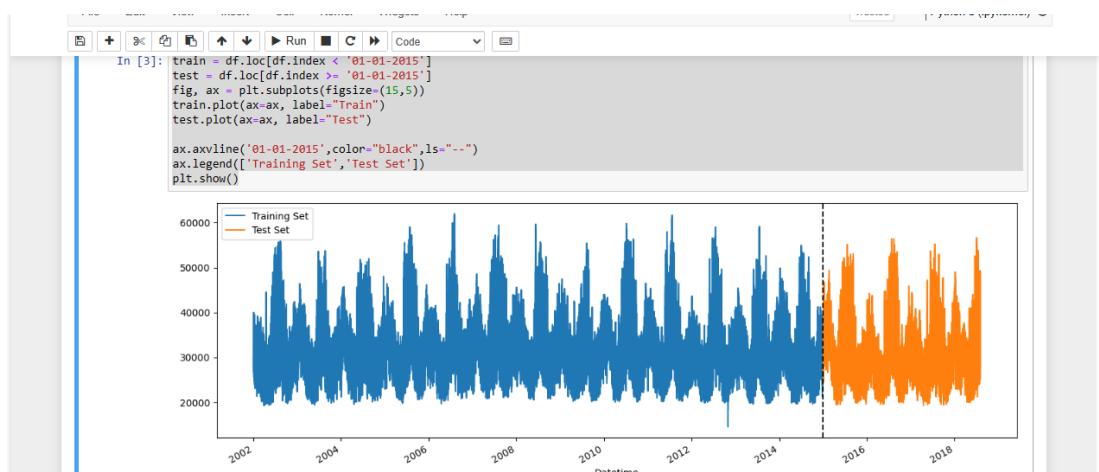 Run
Code
In [3]:
train = df.loc[df.index < '01-01-2015']
test = df.loc[df.index >= '01-01-2015']
fig, ax = plt.subplots(figsize=(15,5))
train.plot(ax=ax, label="Train")
test.plot(ax=ax, label="Test")
ax.axvline('01-01-2015',color="black",ls="--")
ax.legend(['Training Set','Test Set'])
plt.show()
Training Set
Test Set
60000
50000
40000
30000
20000
2002 2004 2006 2008 2010 2012 2014 2016 2018